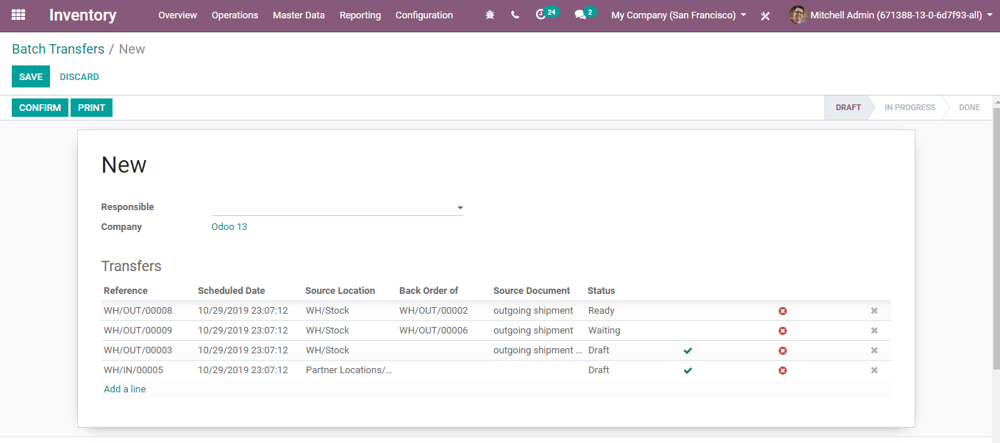 Inventory Overview Operations Master Data Reporting Configuration 24 2 My Company (San Francisco) Mitchell Admin (671388-13-0-6d7f93-all)
Batch Transfers / New
SAVE DISCARD
CONFIRM PRINT DRAFT IN PROGRESS DONE
New
Responsible
Company Odoo 13
Transfers
Reference Scheduled Date Source Location Back Order of Source Document Status
WH/OUT/00008 10/29/2019 23:07:12 WH/Stock WH/OUT/00002 outgoing shipment Ready
WH/OUT/00009 10/29/2019 23:07:12 WH/Stock WH/OUT/00006 outgoing shipment Waiting
WH/OUT/00003 10/29/2019 23:07:12 WH/Stock outgoing shipment ... Draft
WH/IN/00005 10/29/2019 23:07:12 Partner Locations/... Draft
Add a line